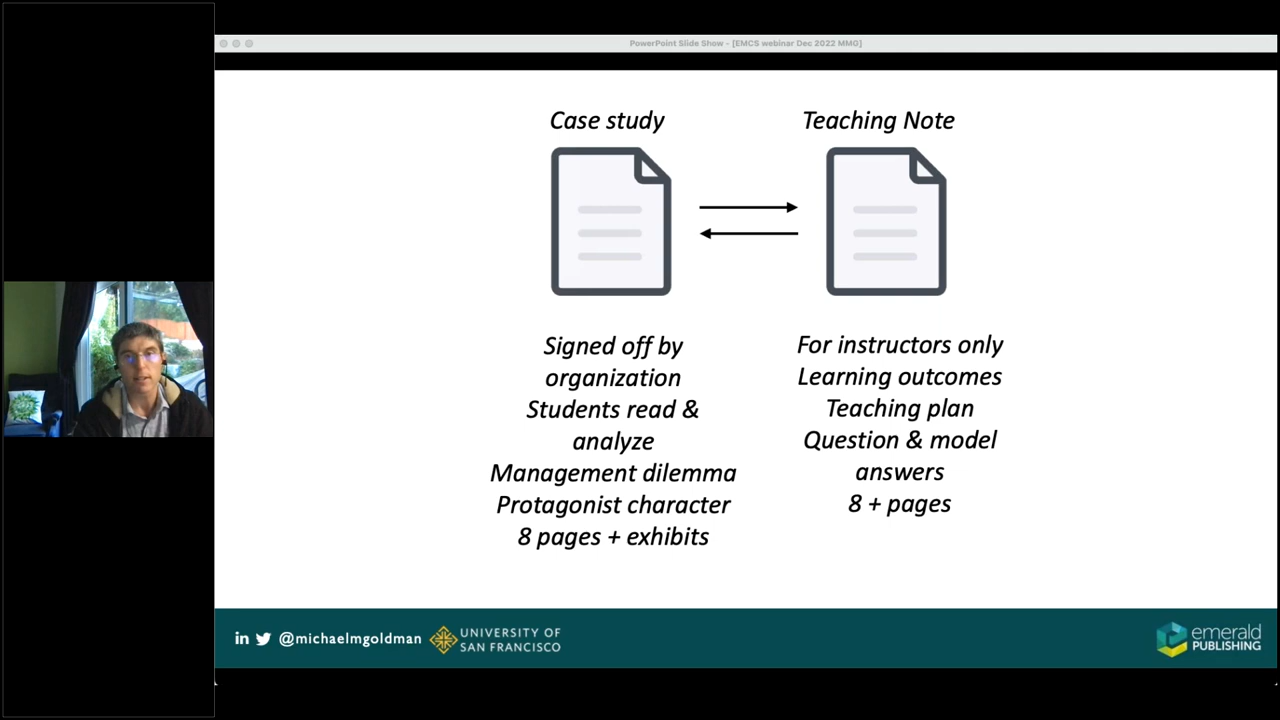 PowerPoint Slide Show - [EMCS webinar Dec 2022 MMG]
Case study
Teaching Note
Signed off by
organization
Students read &
analyze
Management dilemma
Protagonist character
8 pages + exhibits
For instructors only
Learning outcomes
Teaching plan
Question & model
answers
8 + pages
in @michaelmgoldman
UNIVERSITY OF
SAN FRANCISCO
emerald
PUBLISHING